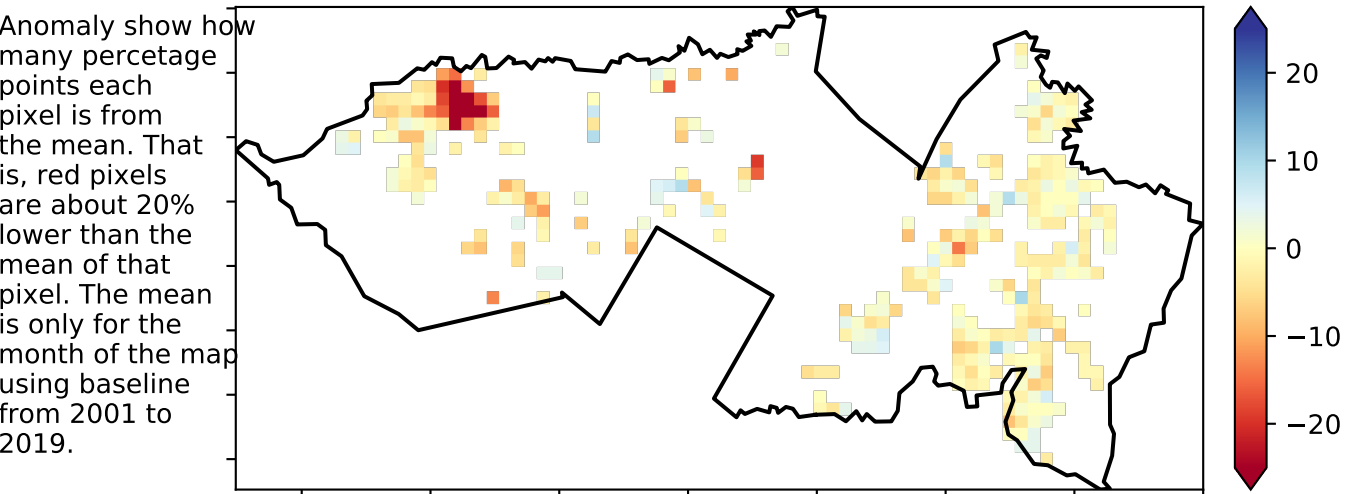 Anomaly show how
many percetage
points each
pixel is from
the mean. That
is, red pixels
are about 20%
lower than the
mean of that
pixel. The mean
is only for the
month of the map
using baseline
from 2001 to
2019.
20
10
0
−10
−20